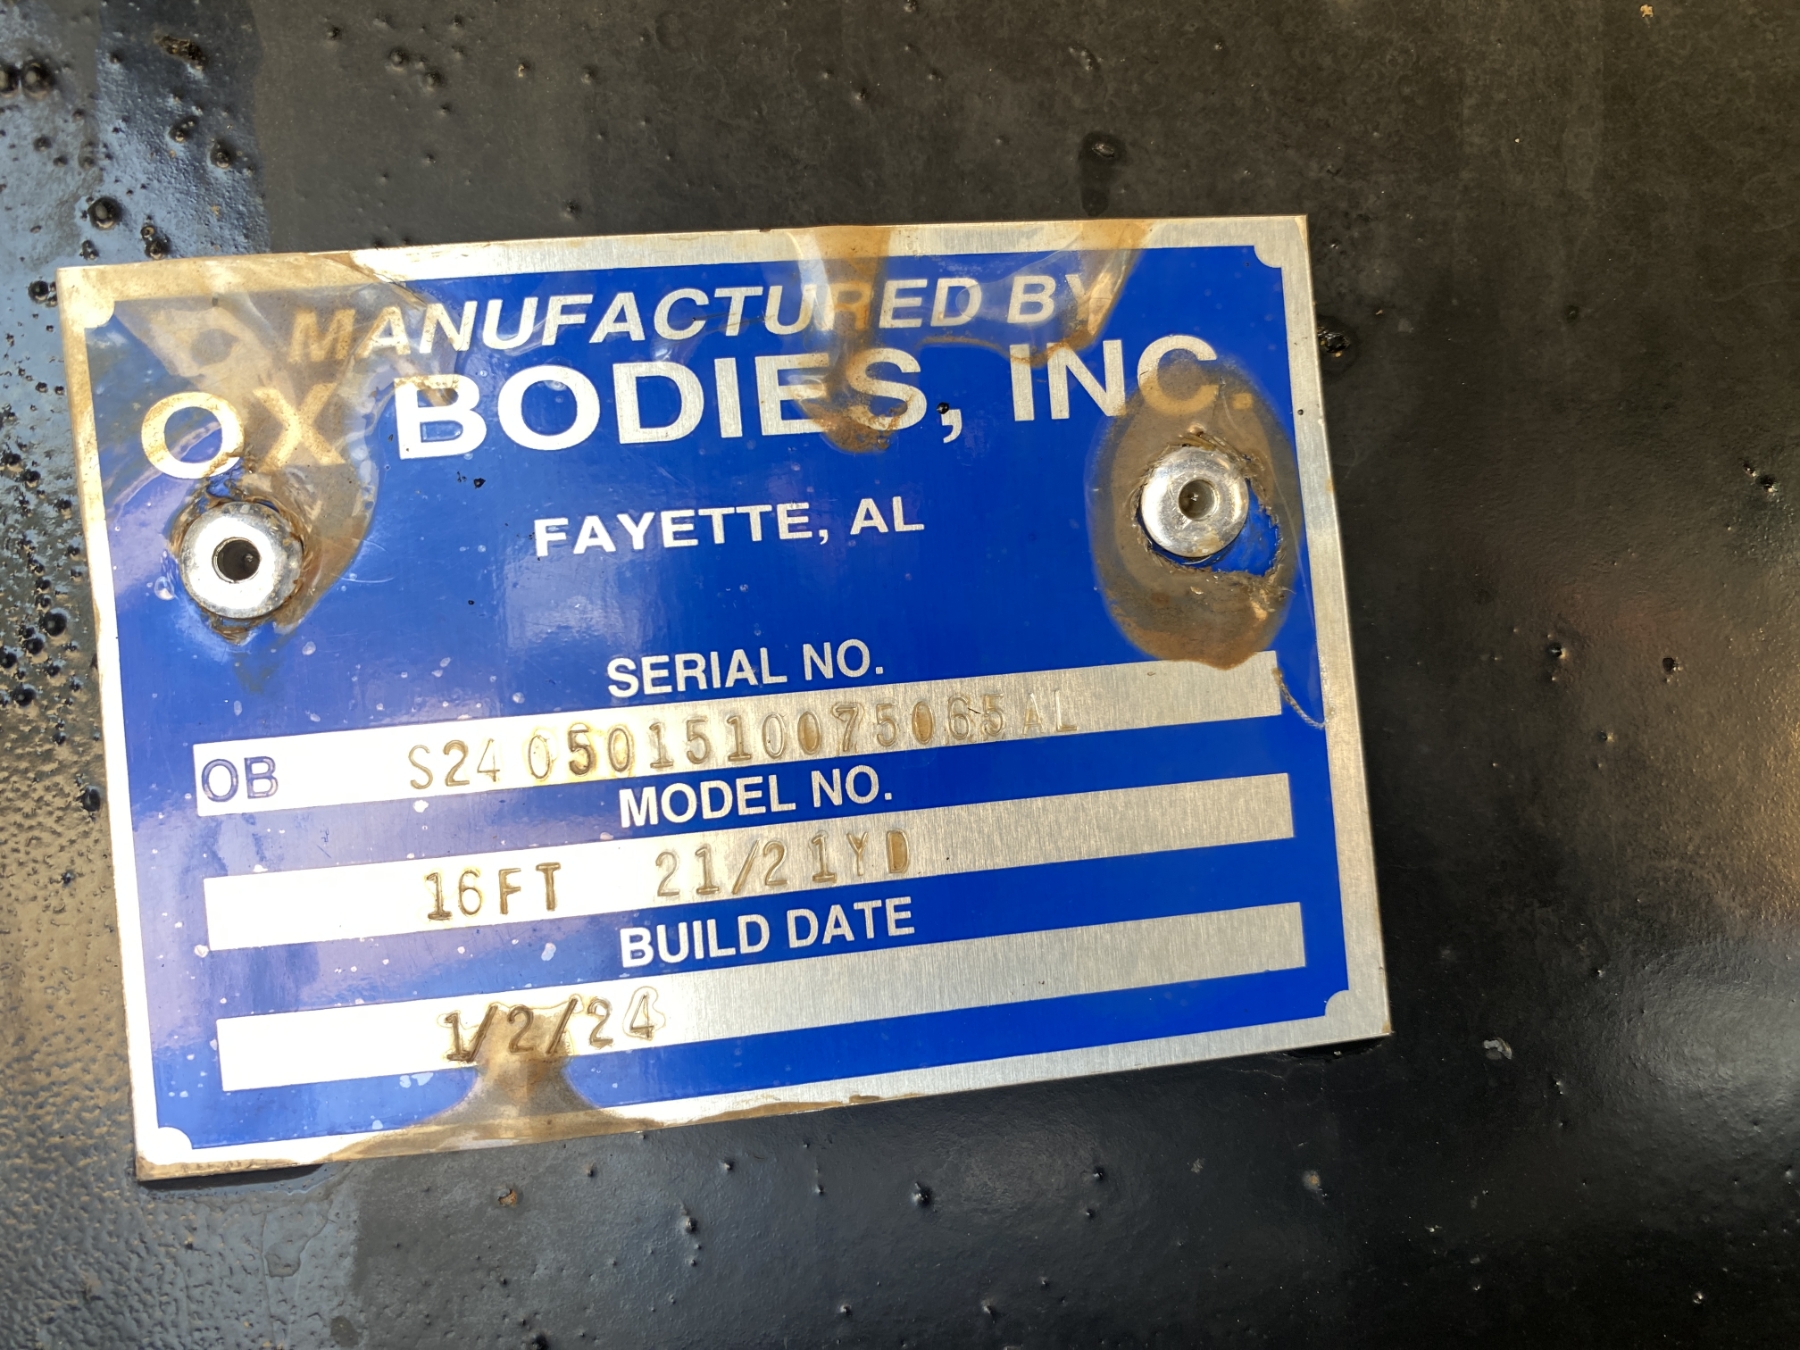 MANUFACTURED BY
OX BODIES, INC.
FAYETTE, AL
SERIAL NO.
OB S24 0501510075065AL
MODEL NO.
16FT 21/21YD
BUILD DATE
1/2/24